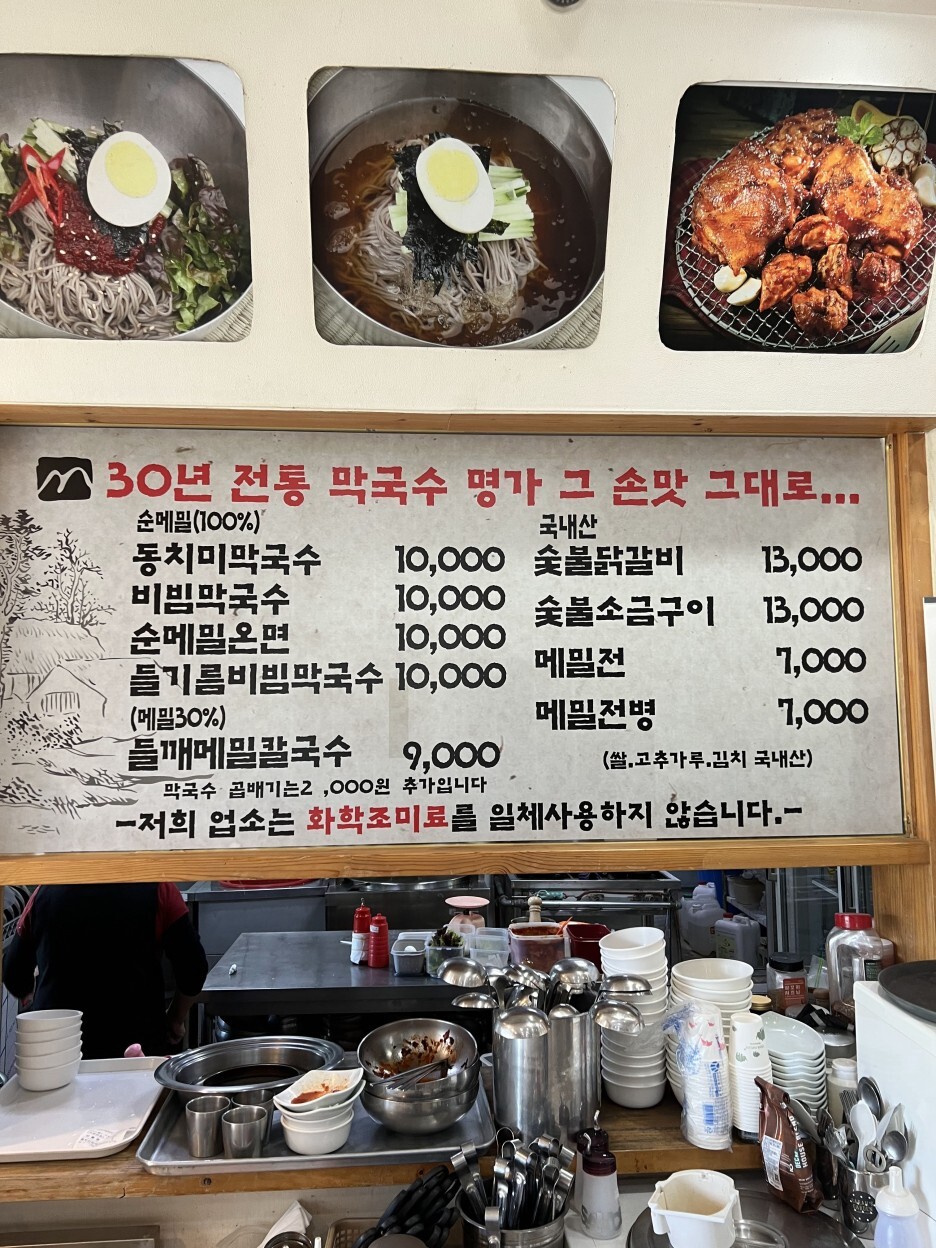 30년 전통 막국수 명가 그 손맛 그대로...
순메밀(100%)
동치미막국수 10,000
비빔막국수 10,000
순메밀온면 10,000
들기름비빔막국수 10,000
(메밀30%)
들깨메밀칼국수 9,000
막국수 곱배기는2 ,000원 추가입니다
국내산
숯불닭갈비 13,000
숯불소금구이 13,000
메밀전 7,000
메밀전병 7,000
(쌀.고추가루.김치 국내산)
-저희 업소는 화학조미료를 일체사용하지 않습니다.-